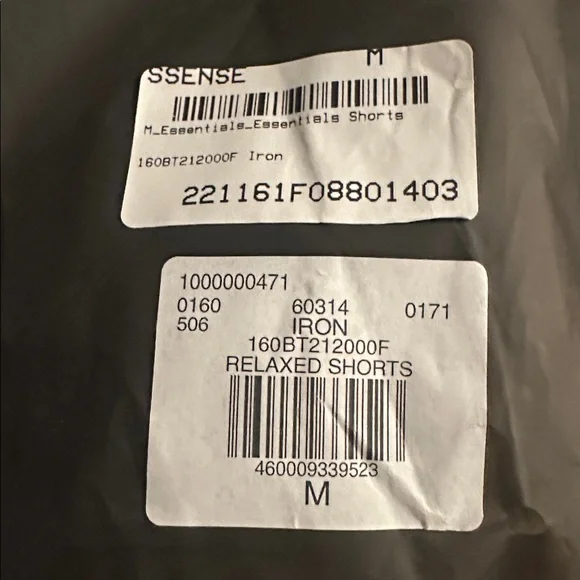 SSENSE M
M_Essentials_Essentials Shorts
160BT212000F Iron
221161F08801403
1000000471
0160 60314 0171
506 IRON
160BT212000F
RELAXED SHORTS
460009339523
M